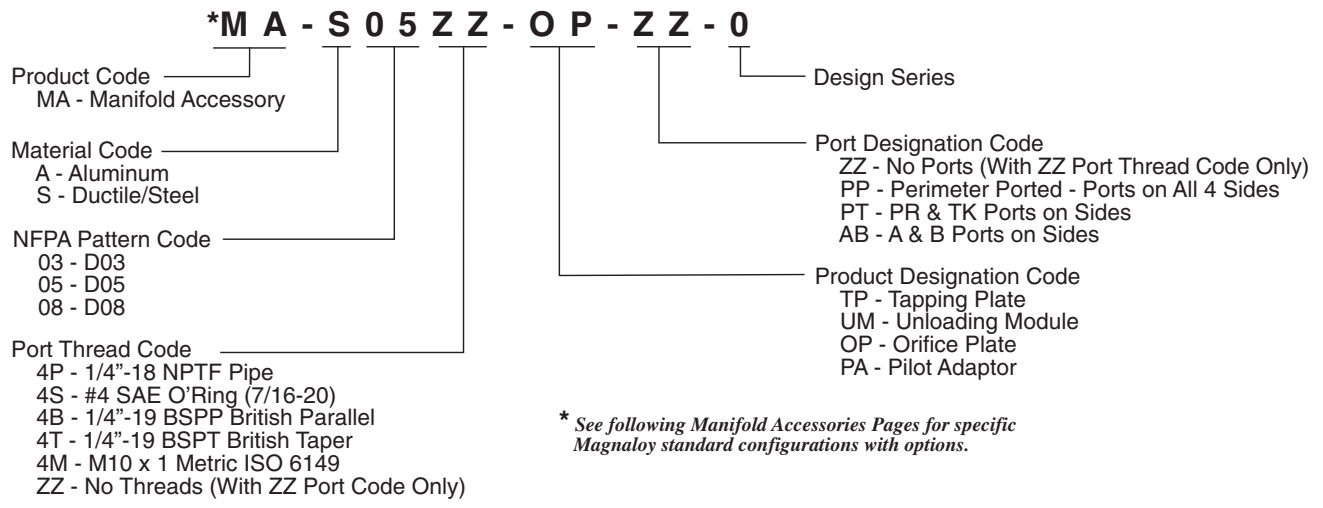 *MA-S05ZZ-OP-ZZ-0
Product Code
MA - Manifold Accessory
Material Code
A - Aluminum
S - Ductile/Steel
NFPA Pattern Code
03 - D03
05 - D05
08 - D08
Port Thread Code
4P - 1/4”-18 NPTF Pipe
4S - #4 SAE O’Ring (7/16-20)
4B - 1/4”-19 BSPP British Parallel
4T - 1/4”-19 BSPT British Taper
4M - M10 x 1 Metric ISO 6149
ZZ - No Threads (With ZZ Port Code Only)
Design Series
Port Designation Code
ZZ - No Ports (With ZZ Port Thread Code Only)
PP - Perimeter Ported - Ports on All 4 Sides
PT - PR & TK Ports on Sides
AB - A & B Ports on Sides
Product Designation Code
TP - Tapping Plate
UM - Unloading Module
OP - Orifice Plate
PA - Pilot Adaptor
* See following Manifold Accessories Pages for specific
Magnaloy standard configurations with options.